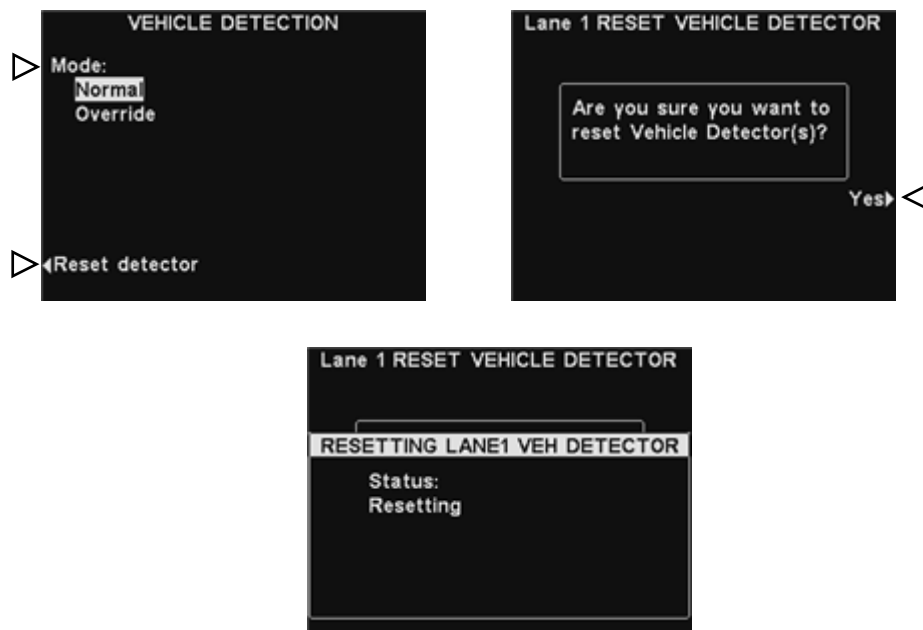 VEHICLE DETECTION
Mode:
Normal
Override
Reset detector
Lane 1 RESET VEHICLE DETECTOR
Are you sure you want to
reset Vehicle Detector(s)?
Yes
Lane 1 RESET VEHICLE DETECTOR
RESETTING LANE1 VEH DETECTOR
Status:
Resetting